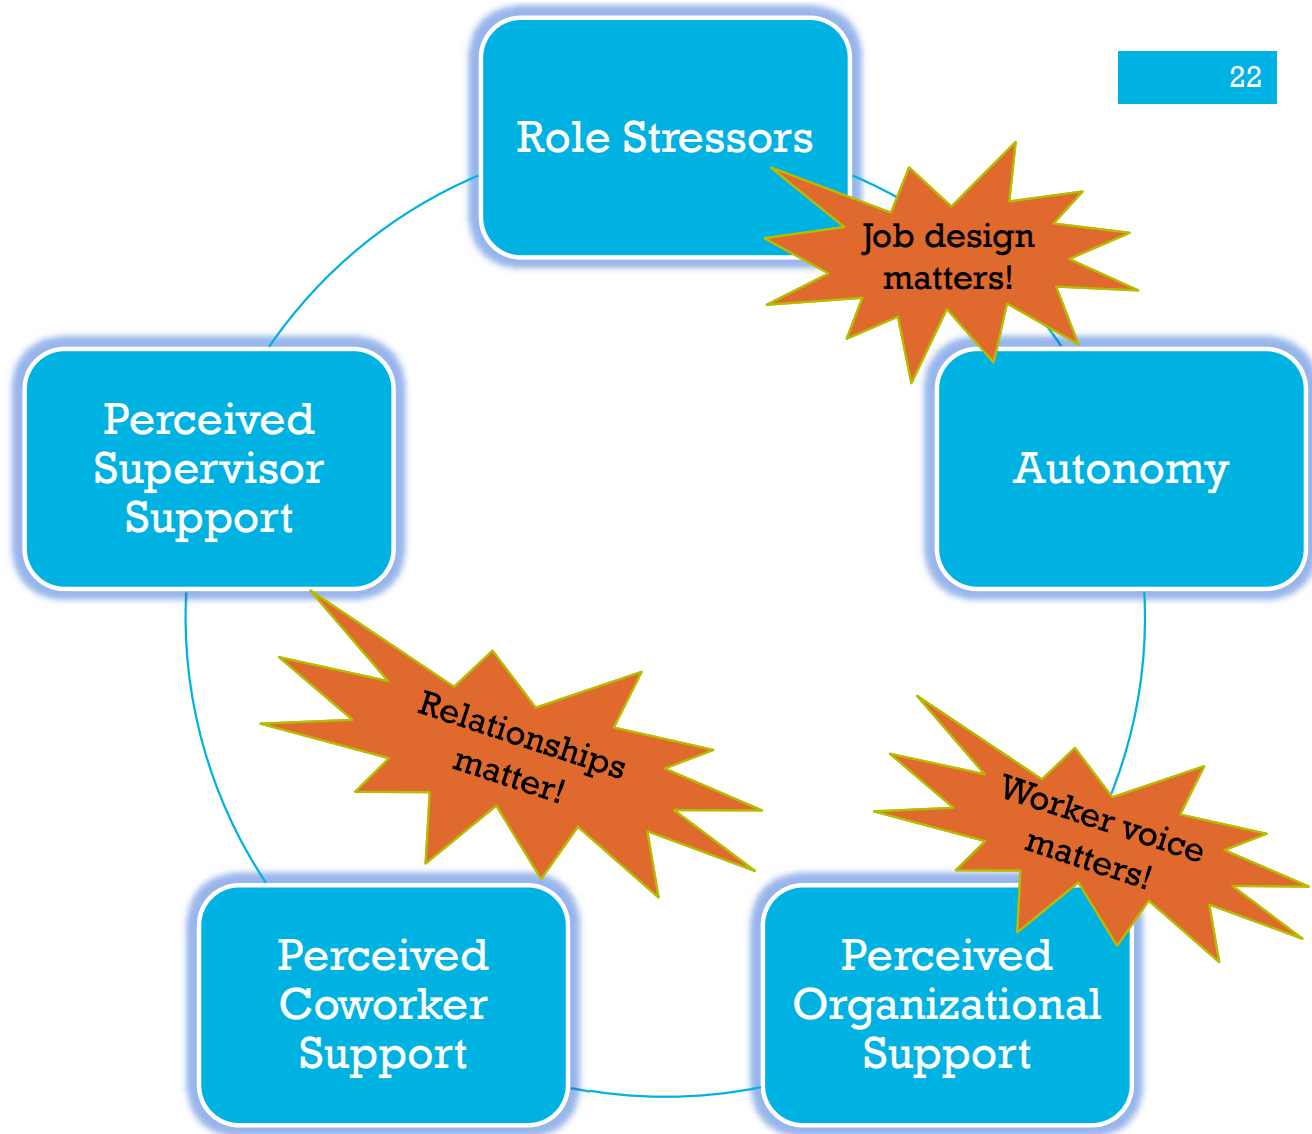 22
Role Stressors
Job design
matters!
Perceived
Supervisor
Support
Autonomy
Relationships
matter!
Worker voice
matters!
Perceived
Coworker
Support
Perceived
Organizational
Support